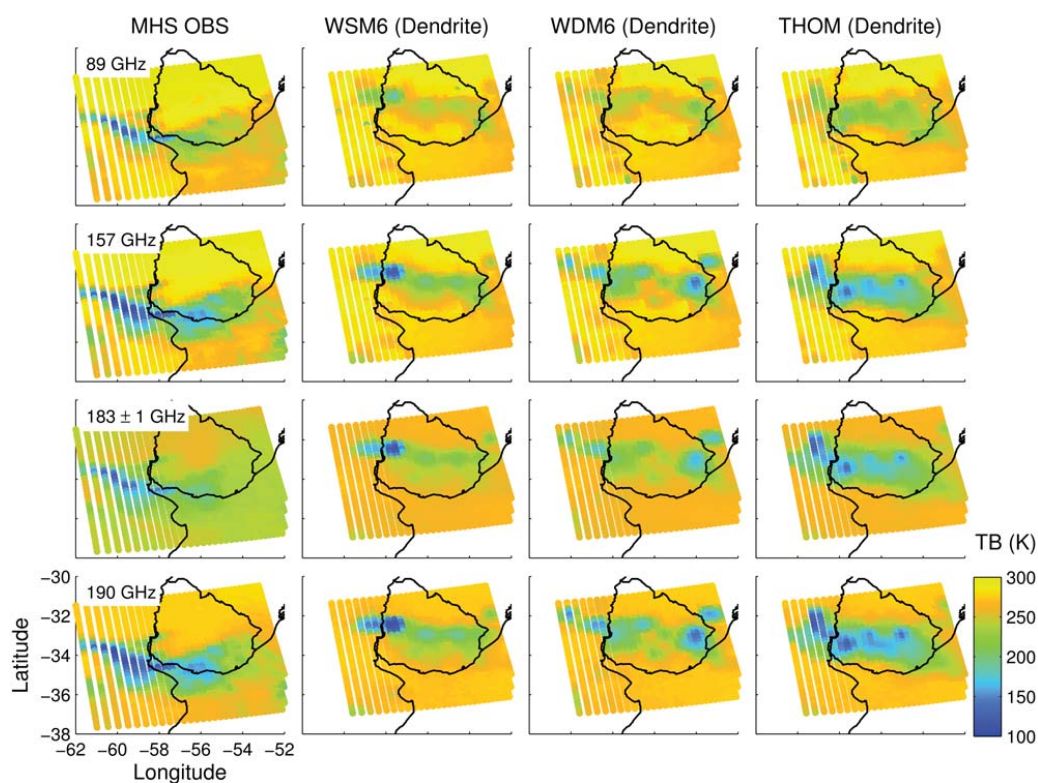 MHS OBS
WSM6 (Dendrite)
WDM6 (Dendrite)
THOM (Dendrite)
89 GHz
157 GHz
183 ± 1 GHz
190 GHz
TB (K)
300
250
200
150
100
Latitude
−30
−32
−34
−36
−38
−62 −60 −58 −56 −54 −52
Longitude